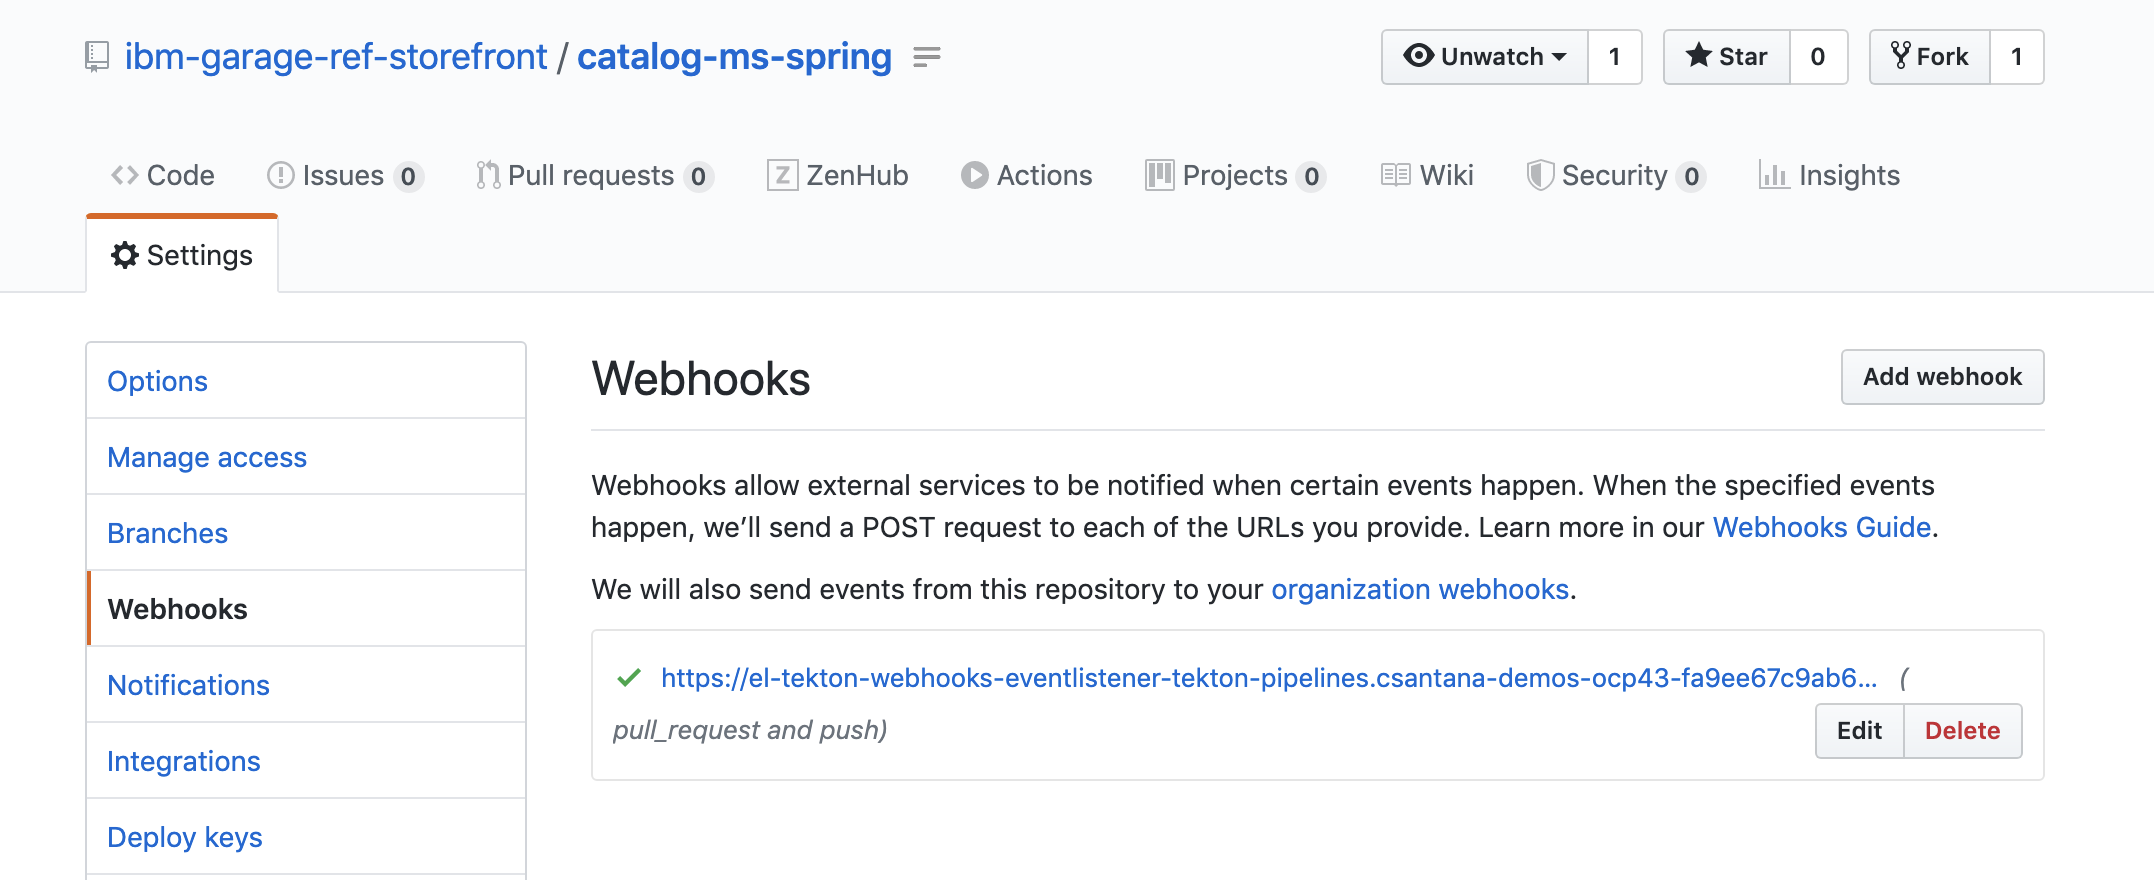 ibm-garage-ref-storefront / catalog-ms-spring
Unwatch 1 Star 0 Fork 1
Code Issues 0 Pull requests 0 ZenHub Actions Projects 0 Wiki Security 0 Insights
Settings
Options
Manage access
Branches
Webhooks
Notifications
Integrations
Deploy keys
Webhooks
Add webhook
Webhooks allow external services to be notified when certain events happen. When the specified events
happen, we’ll send a POST request to each of the URLs you provide. Learn more in our Webhooks Guide.
We will also send events from this repository to your organization webhooks.
https://el-tekton-webhooks-eventlistener-tekton-pipelines.csantana-demos-ocp43-fa9ee67c9ab6... (
pull_request and push)
Edit Delete